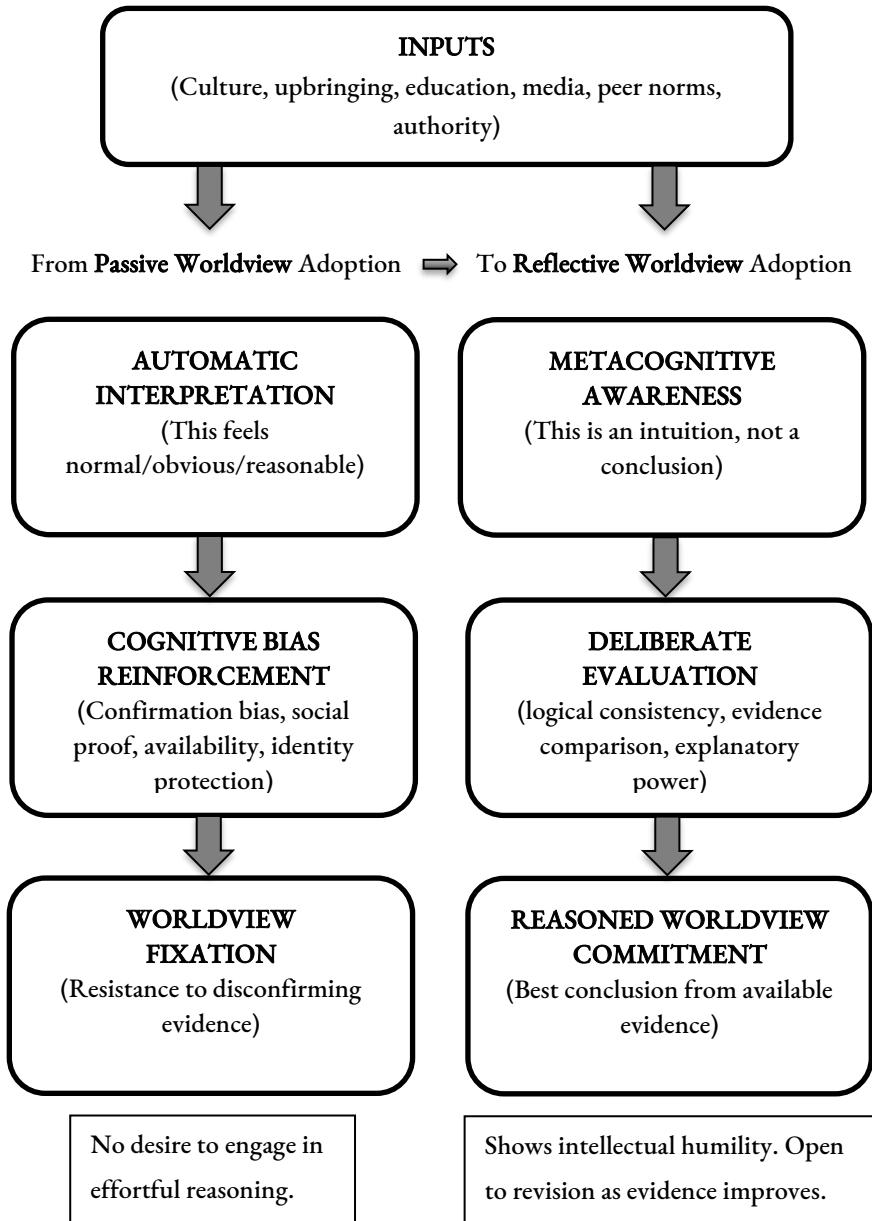 INPUTS
(Culture, upbringing, education, media, peer norms,
authority)
From Passive Worldview Adoption
To Reflective Worldview Adoption
AUTOMATIC
INTERPRETATION
(This feels
normal/obvious/reasonable)
METACOGNITIVE
AWARENESS
(This is an intuition, not a
conclusion)
COGNITIVE BIAS
REINFORCEMENT
(Confirmation bias, social
proof, availability, identity
protection)
DELIBERATE
EVALUATION
(logical consistency, evidence
comparison, explanatory
power)
WORLDVIEW
FIXATION
(Resistance to disconfirming
evidence)
REASONED WORLDVIEW
COMMITMENT
(Best conclusion from available
evidence)
No desire to engage in
effortful reasoning.
Shows intellectual humility. Open
to revision as evidence improves.